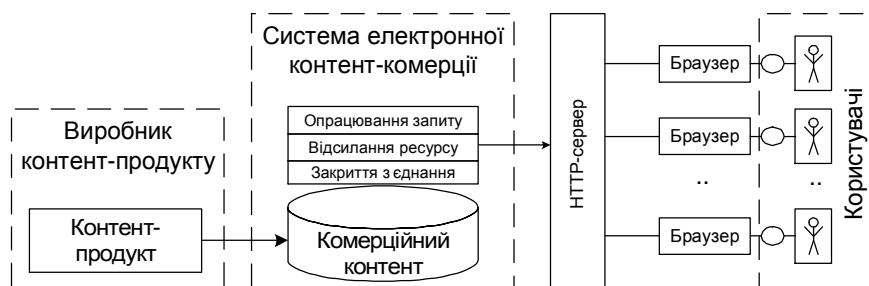 Виробник
контент-продукту
Контент-
продукт
Система електронної
контент-комерції
Опрацювання запиту
Відсилання ресурсу
Закриття з єднання
Комерційний
контент
HTTP-сервер
Браузер
Браузер
..
Браузер
..
Користувачі